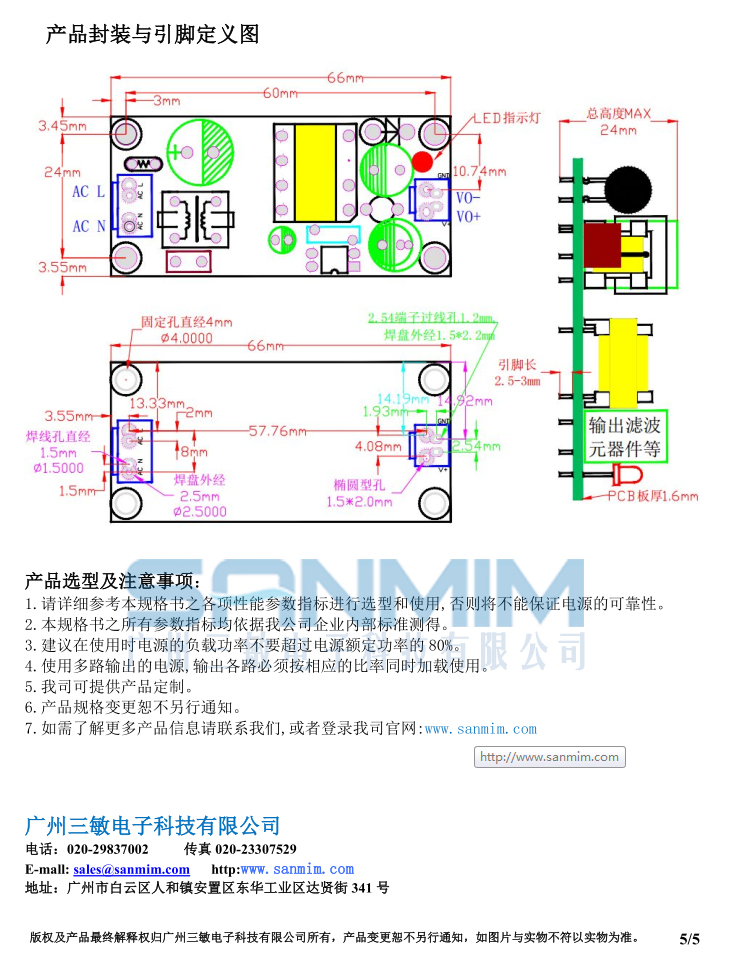 产品封装与引脚定义图
66mm
60mm
3mm
3.45mm
24mm
3.55mm
AC L
AC N
AC L
AC N
LED指示灯
10.74mm
GND
VO-
VO+
V+
总高度MAX
24mm
引脚长
2.5-3mm
输出滤波
元器件等
PCB板厚1.6mm
固定孔直经4mm
Ø4.0000
66mm
2.54端子过线孔1.2mm,
焊盘外经1.5*2.2mm
13.33mm
14.19mm
14.92mm
3.55mm
2mm
1.93mm
GND
焊线孔直经
1.5mm
Ø1.5000
AC L
AC N
57.76mm
8mm
4.08mm
2.54mm
V+
1.5mm
焊盘外经
2.5mm
Ø2.5000
椭圆型孔
1.5*2.0mm
SANMIM
广州三敏电子科技有限公司
产品选型及注意事项:
1.请详细参考本规格书之各项性能参数指标进行选型和使用,否则将不能保证电源的可靠性。
2.本规格书之所有参数指标均依据我公司企业内部标准测得。
3.建议在使用时电源的负载功率不要超过电源额定功率的 80%。
4.使用多路输出的电源,输出各路必须按相应的比率同时加载使用。
5.我司可提供产品定制。
6.产品规格变更恕不另行通知。
7.如需了解更多产品信息请联系我们,或者登录我司官网:www.sanmim.com
http://www.sanmim.com
广州三敏电子科技有限公司
电话：020-29837002 传真 020-23307529
E-mall: sales@sanmim.com http:www.sanmim.com
地址：广州市白云区人和镇安置区东华工业区达贤街 341 号
版权及产品最终解释权归广州三敏电子科技有限公司所有，产品变更恕不另行通知，如图片与实物不符以实物为准。
5/5